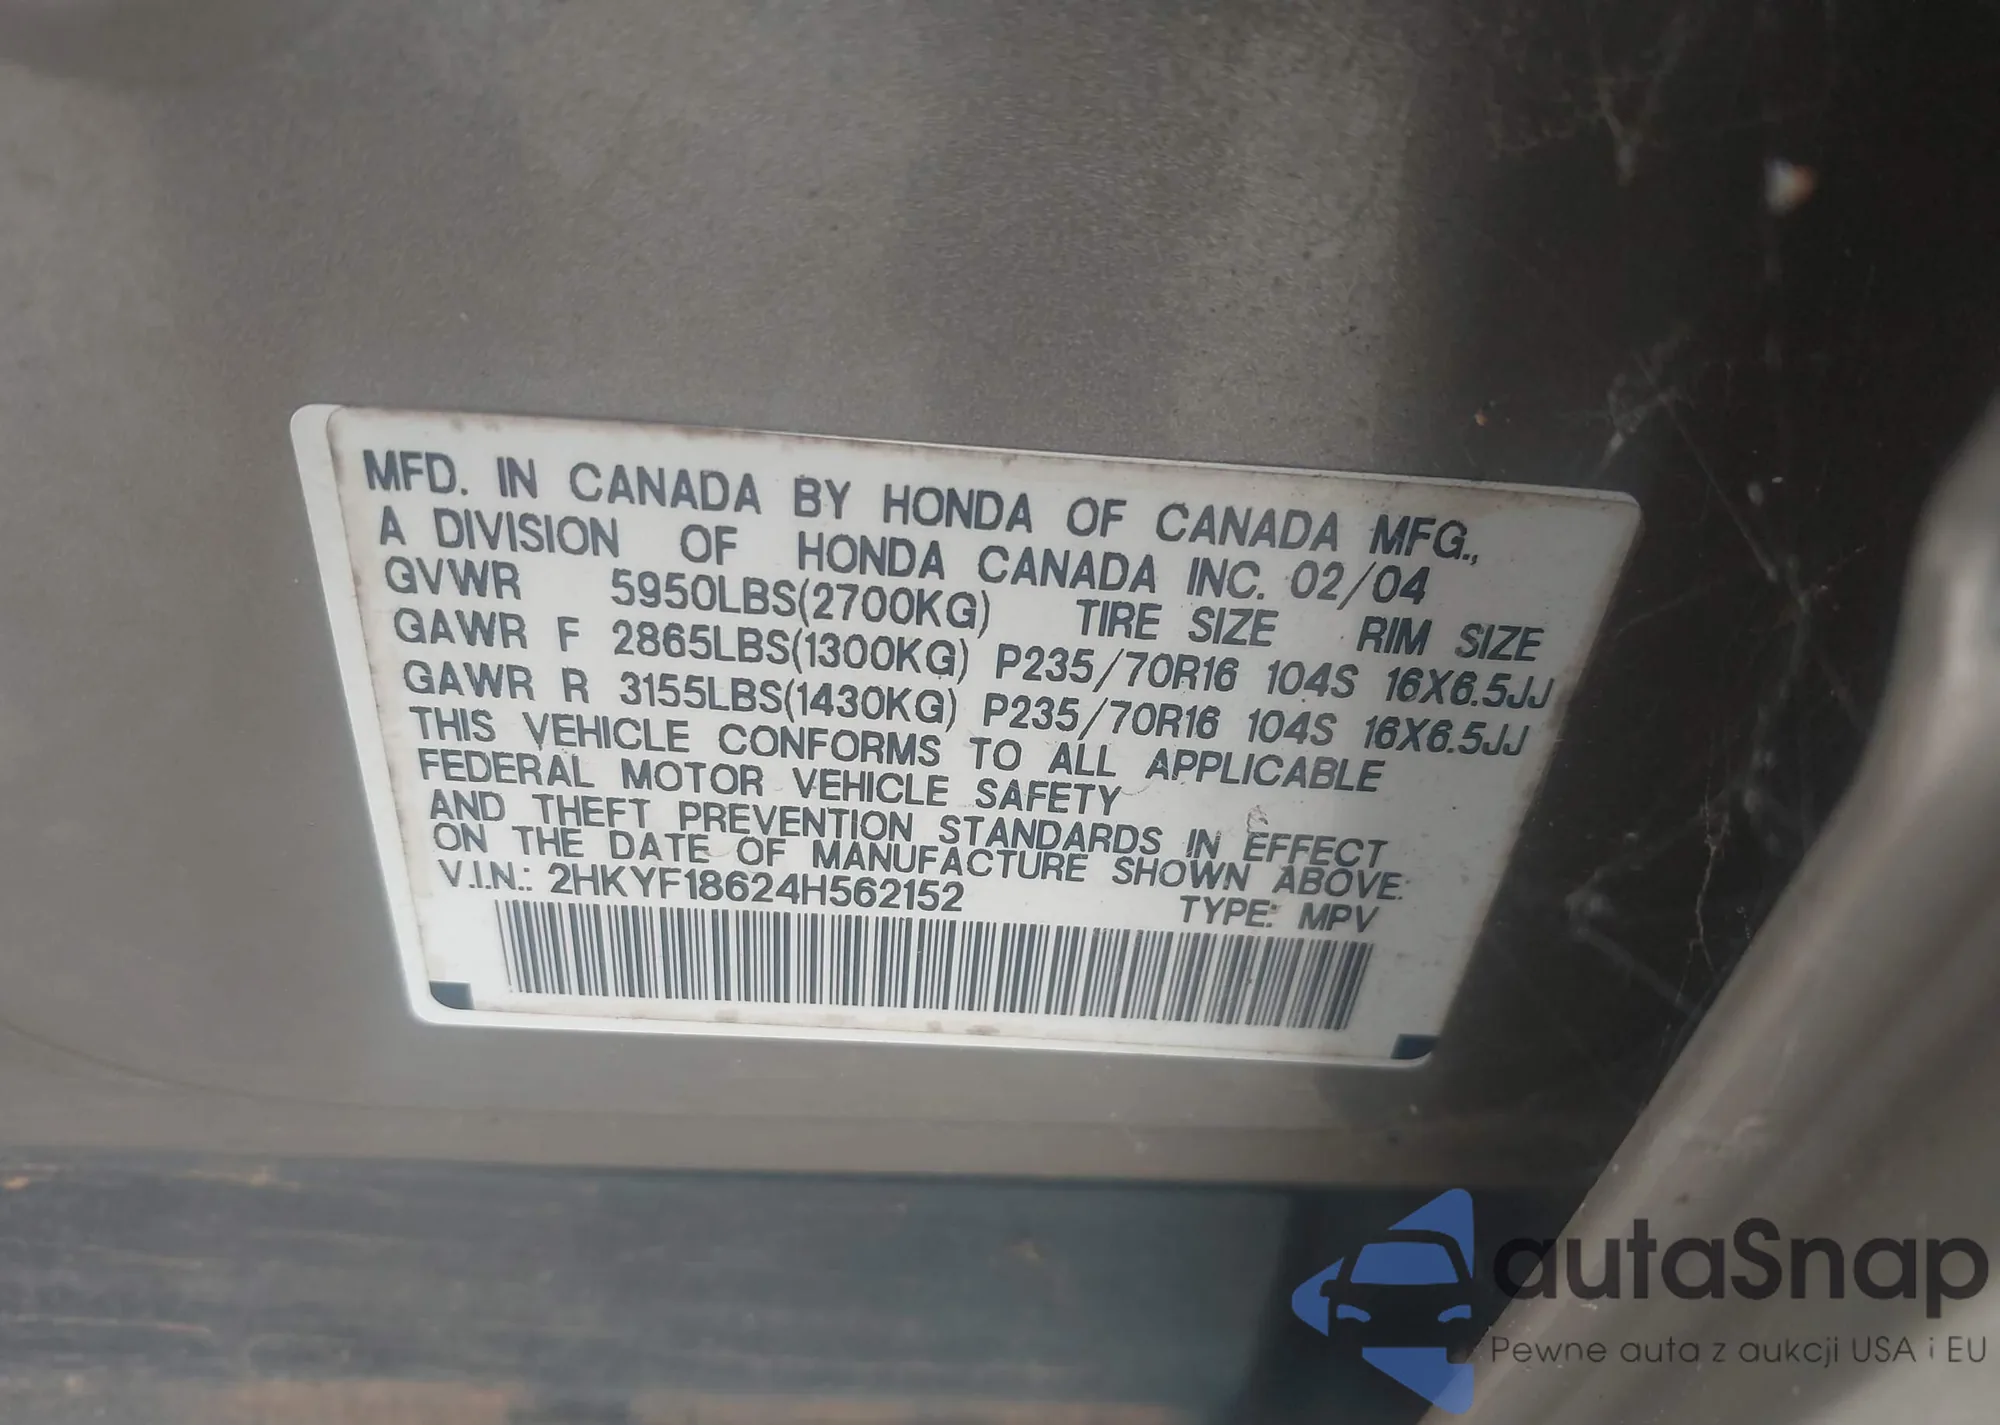 MFD. IN CANADA BY HONDA OF CANADA MFG.,
A DIVISION OF HONDA CANADA INC. 02/04
GVWR 5950LBS(2700KG) TIRE SIZE RIM SIZE
GAWR F 2865LBS(1300KG) P235/70R16 104S 16X6.5JJ
GAWR R 3155LBS(1430KG) P235/70R16 104S 16X6.5JJ
THIS VEHICLE CONFORMS TO ALL APPLICABLE
FEDERAL MOTOR VEHICLE SAFETY
AND THEFT PREVENTION STANDARDS IN EFFECT
ON THE DATE OF MANUFACTURE SHOWN ABOVE.
V.I.N.: 2HKYF18624H562152 TYPE: MPV
autaSnap
Pewne auta z aukcji USA i EU